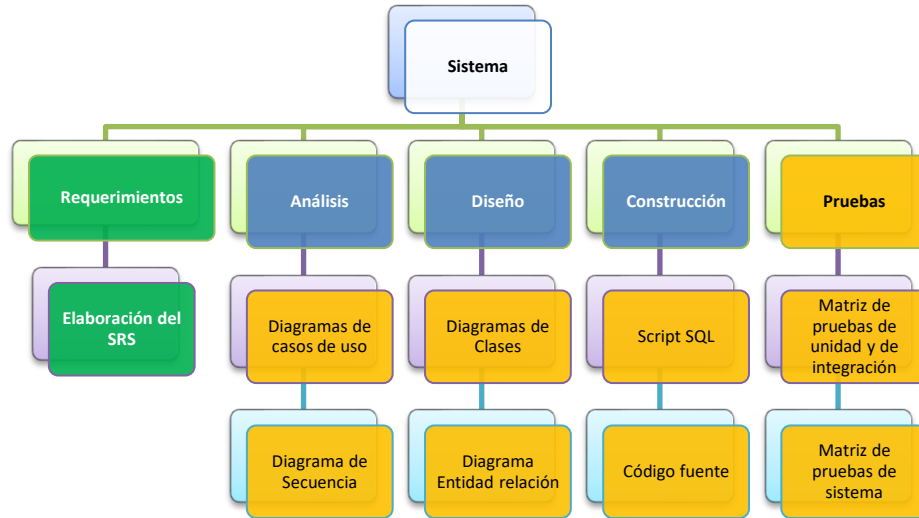 Sistema
Requerimientos
Análisis
Diseño
Construcción
Pruebas
Elaboración del
SRS
Diagramas de
casos de uso
Diagramas de
Clases
Script SQL
Matriz de
pruebas de
unidad y de
integración
Diagrama de
Secuencia
Diagrama
Entidad relación
Código fuente
Matriz de
pruebas de
sistema